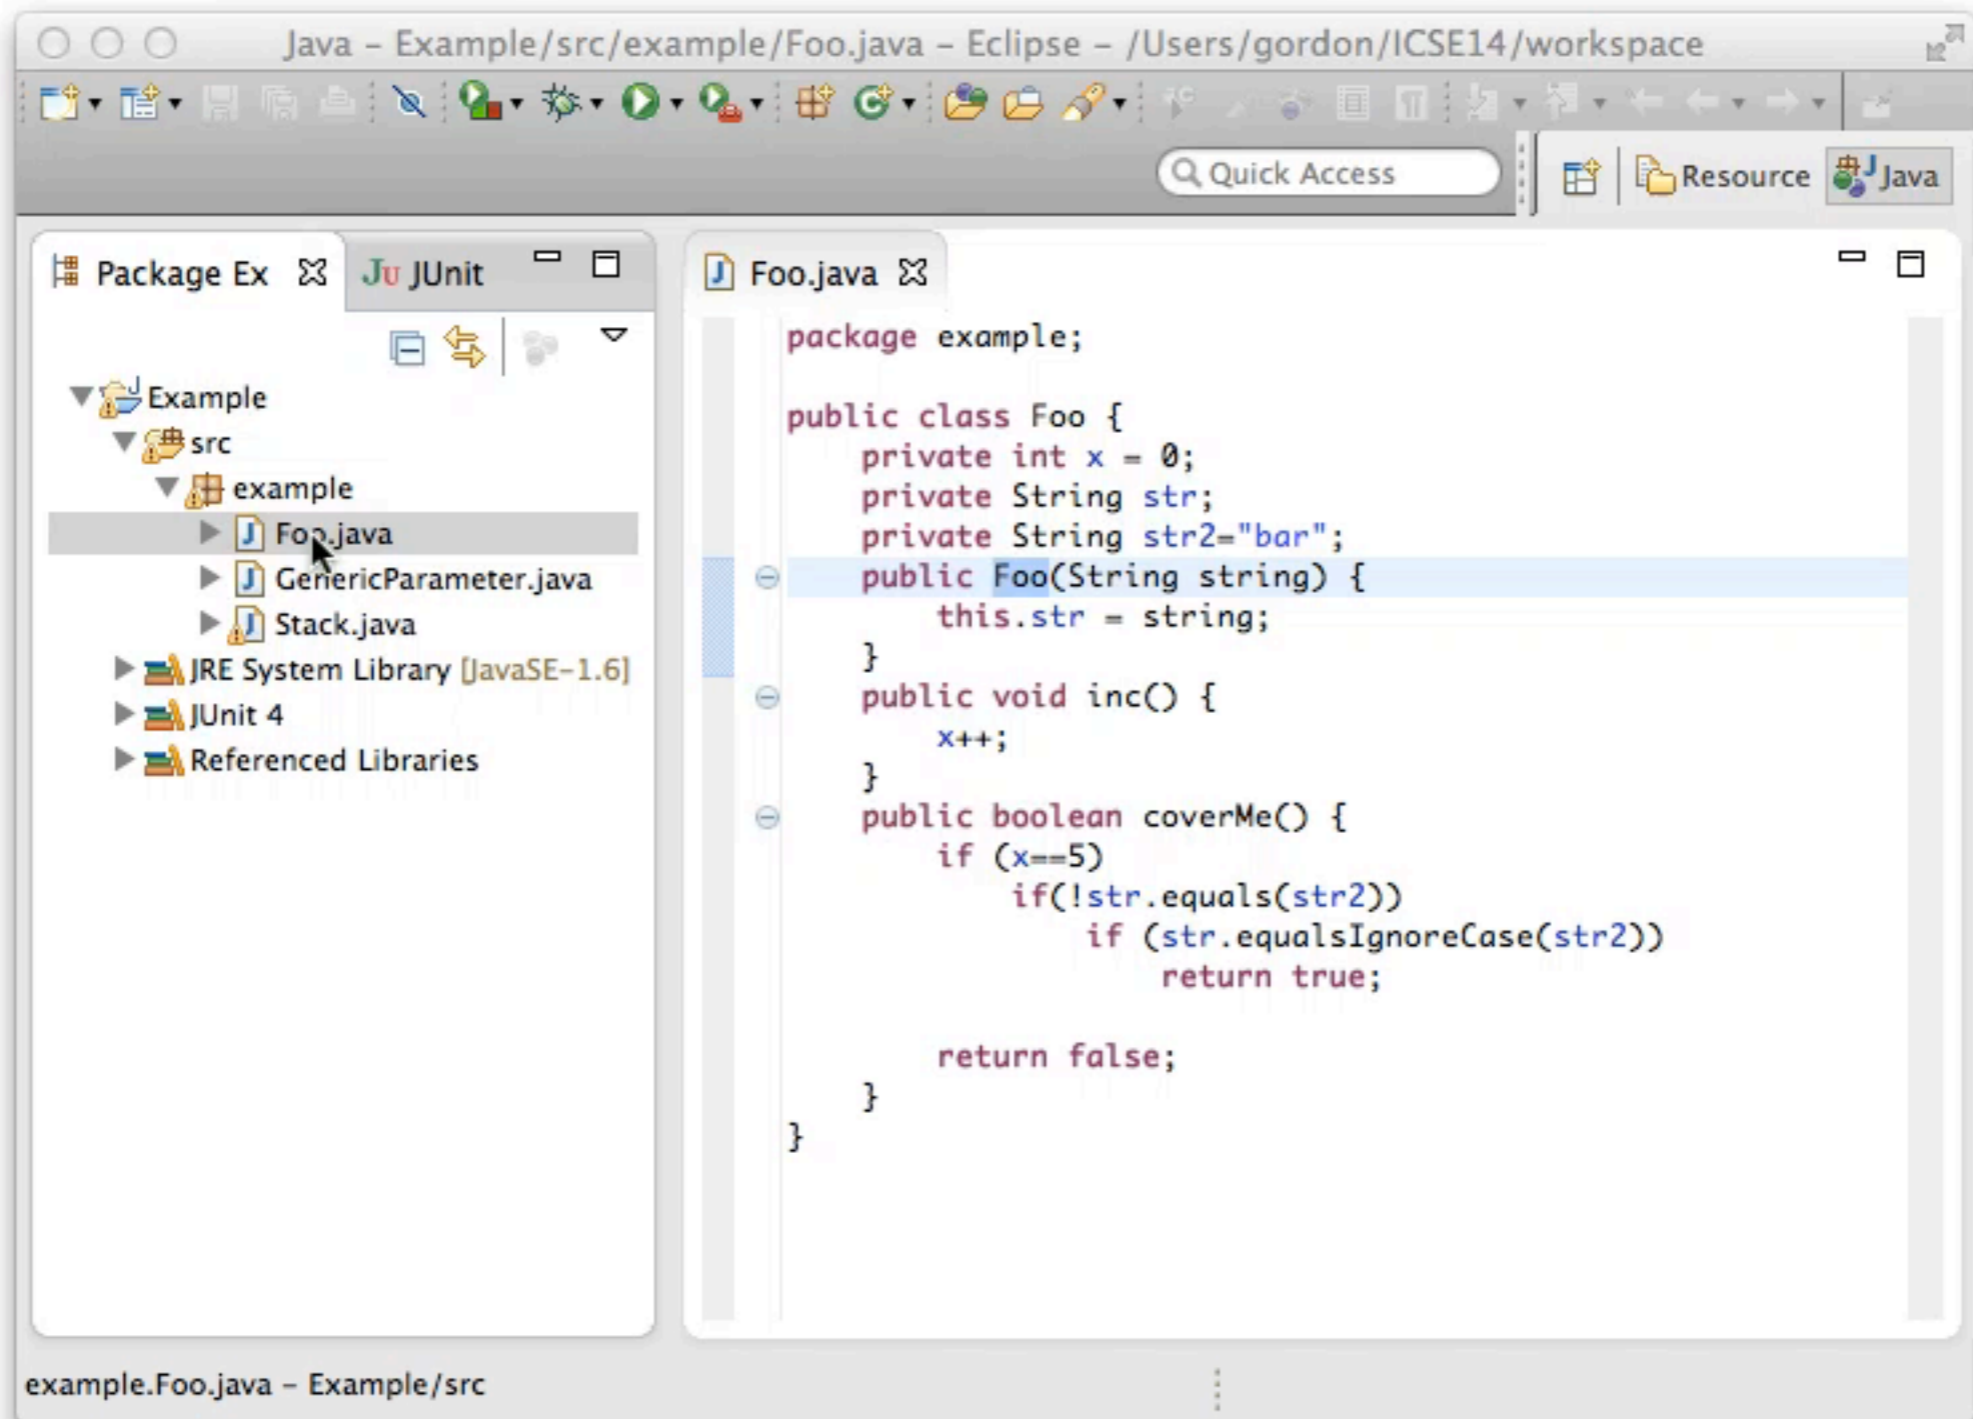 Java – Example/src/example/Foo.java – Eclipse – /Users/gordon/ICSE14/workspace
Quick Access
Resource
Java
Package Ex
JUnit
Example
src
example
Foo.java
GenericParameter.java
Stack.java
JRE System Library [JavaSE-1.6]
JUnit 4
Referenced Libraries
Foo.java
package example;
public class Foo {
private int x = 0;
private String str;
private String str2="bar";
public Foo(String string) {
this.str = string;
}
public void inc() {
x++;
}
public boolean coverMe() {
if (x==5)
if(!str.equals(str2))
if (str.equalsIgnoreCase(str2))
return true;
return false;
}
}
example.Foo.java – Example/src